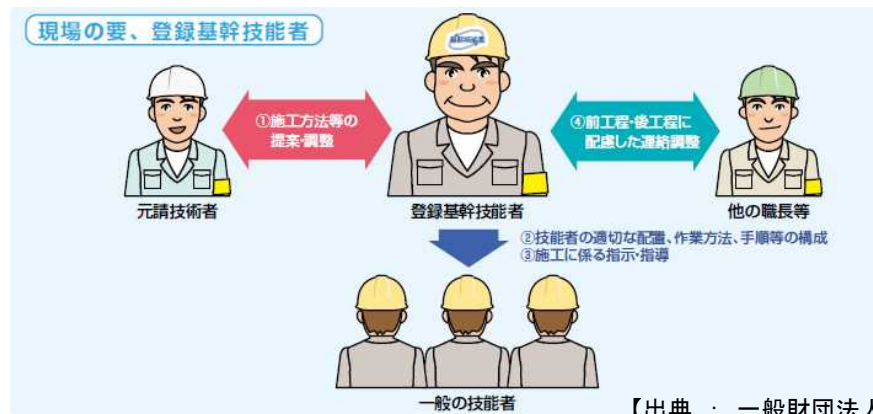 現場の要、登録基幹技能者
①施工方法等の
提案・調整
④前工程・後工程に
配慮した連絡調整
元請技術者
登録基幹技能者
他の職長等
②技能者の適切な配置、作業方法、手順等の構成
③施工に係る指示・指導
一般の技能者
【出典 : 一般財団法人